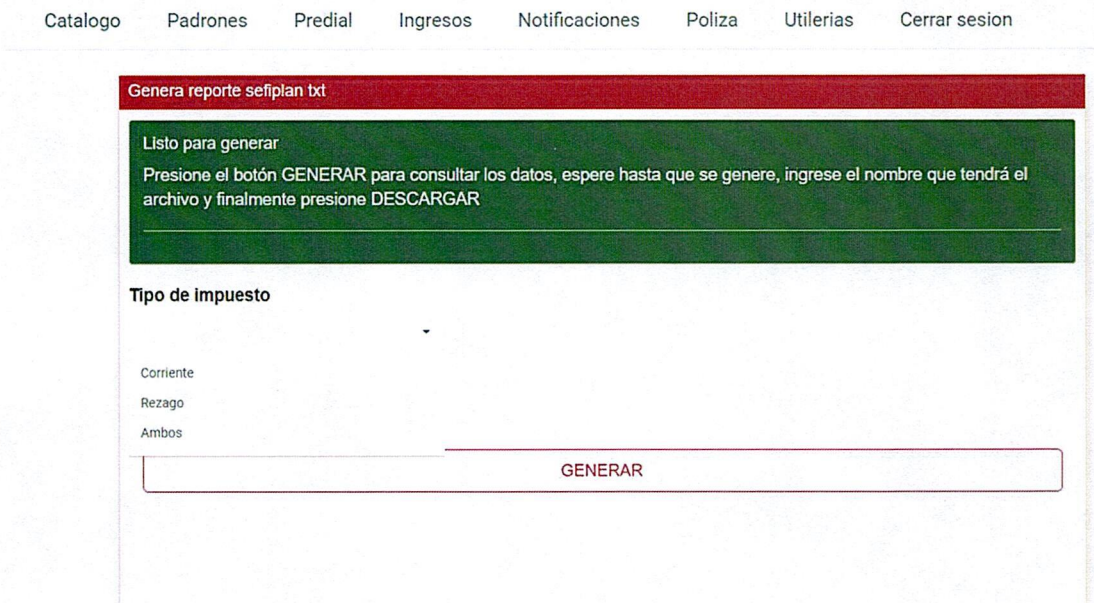 Catalogo Padrones Predial Ingresos Notificaciones Poliza Utilerias Cerrar sesion
Genera reporte sefiplan txt
Listo para generar
Presione el botón GENERAR para consultar los datos, espere hasta que se genere, ingrese el nombre que tendrá el
archivo y finalmente presione DESCARGAR
Tipo de impuesto
Corriente
Rezago
Ambos
GENERAR